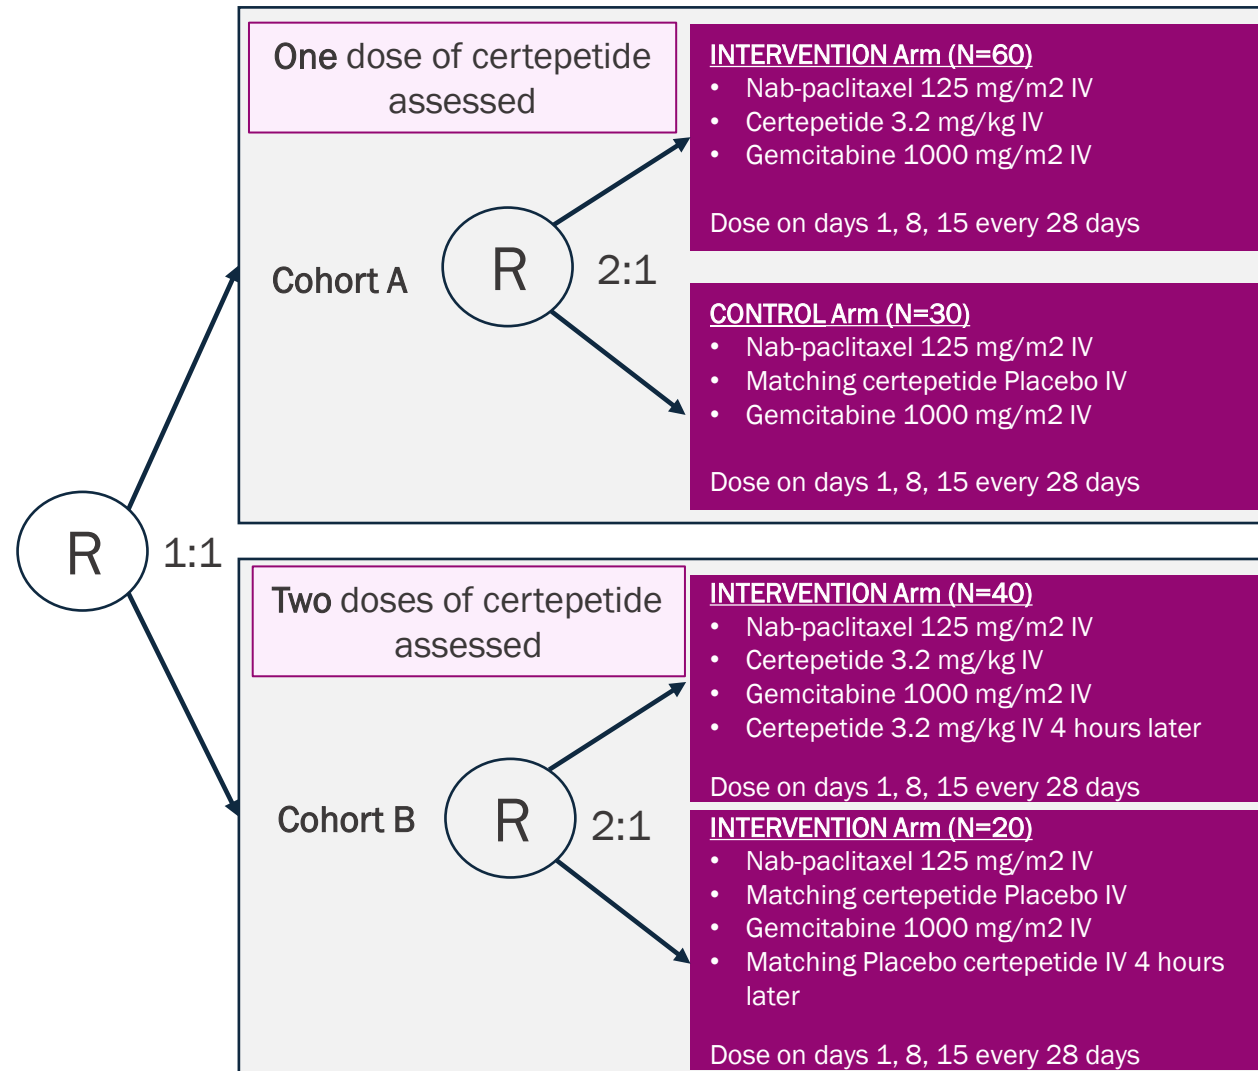 One dose of certepetide
assessed
INTERVENTION Arm (N=60)
• Nab-paclitaxel 125 mg/m2 IV
• Certepetide 3.2 mg/kg IV
• Gemcitabine 1000 mg/m2 IV
Dose on days 1, 8, 15 every 28 days
Cohort A
R
2:1
CONTROL Arm (N=30)
• Nab-paclitaxel 125 mg/m2 IV
• Matching certepetide Placebo IV
• Gemcitabine 1000 mg/m2 IV
Dose on days 1, 8, 15 every 28 days
R
1:1
Two doses of certepetide
assessed
INTERVENTION Arm (N=40)
• Nab-paclitaxel 125 mg/m2 IV
• Certepetide 3.2 mg/kg IV
• Gemcitabine 1000 mg/m2 IV
• Certepetide 3.2 mg/kg IV 4 hours later
Dose on days 1, 8, 15 every 28 days
Cohort B
R
2:1
INTERVENTION Arm (N=20)
• Nab-paclitaxel 125 mg/m2 IV
• Matching certepetide Placebo IV
• Gemcitabine 1000 mg/m2 IV
• Matching Placebo certepetide IV 4 hours
later
Dose on days 1, 8, 15 every 28 days